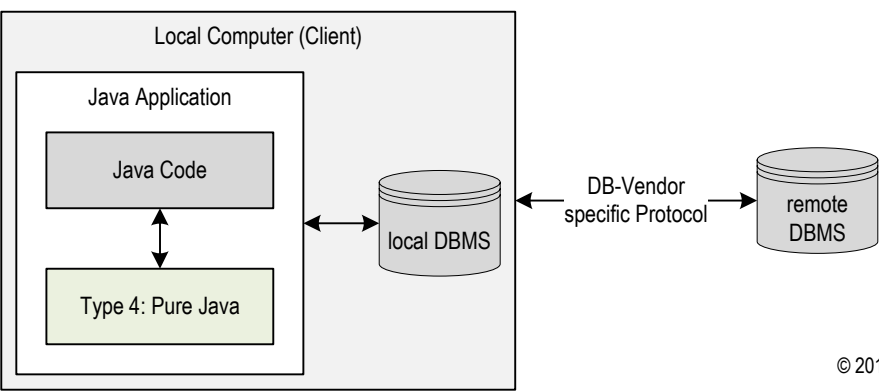 Local Computer (Client)
Java Application
Java Code
Type 4: Pure Java
local DBMS
DB-Vendor
specific Protocol
remote
DBMS
©